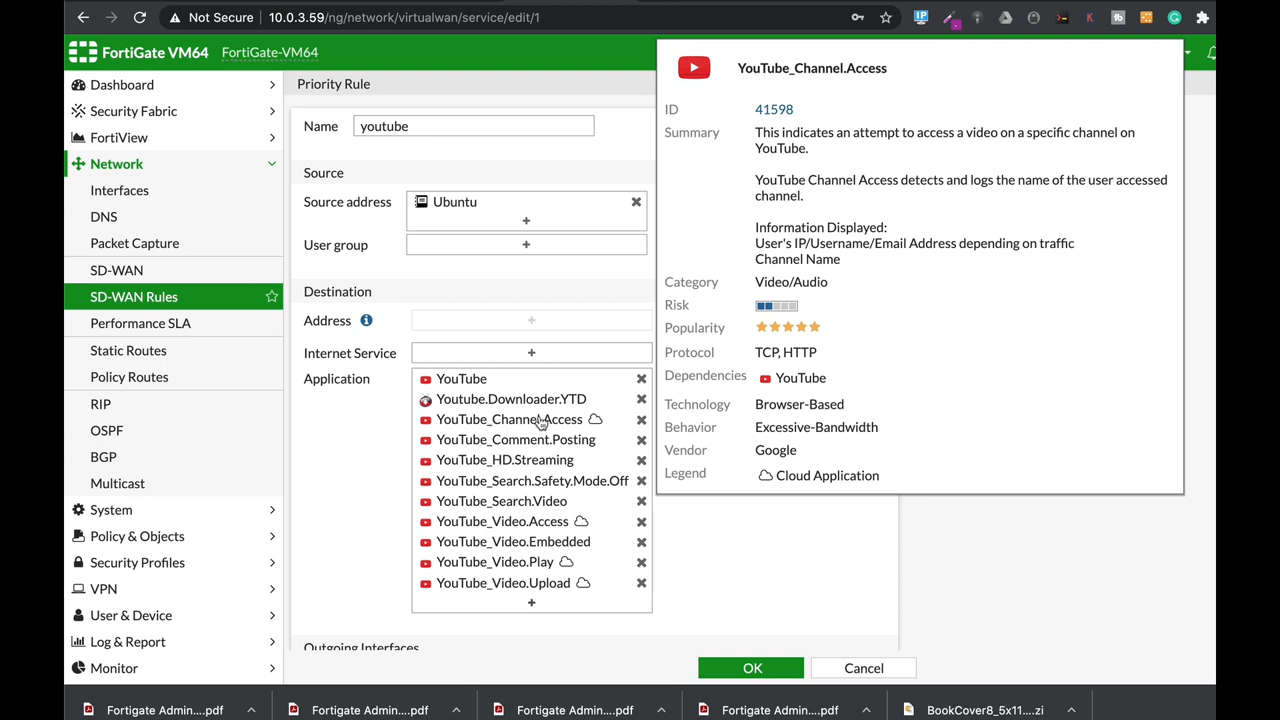 Not Secure | 10.0.3.59/ng/network/virtualwan/service/edit/1
FortiGate VM64 FortiGate-VM64
Dashboard
Security Fabric
FortiView
Network
Interfaces
DNS
Packet Capture
SD-WAN
SD-WAN Rules
Performance SLA
Static Routes
Policy Routes
RIP
OSPF
BGP
Multicast
System
Policy & Objects
Security Profiles
VPN
User & Device
Log & Report
Monitor
Priority Rule
Name youtube
Source
Source address Ubuntu
+
User group +
Destination
Address +
Internet Service +
Application YouTube
Youtube.Downloader.YTD
YouTube_Channel.Access
YouTube_Comment.Posting
YouTube_HD.Streaming
YouTube_Search.Safety.Mode.Off
YouTube_Search.Video
YouTube_Video.Access
YouTube_Video.Embedded
YouTube_Video.Play
YouTube_Video.Upload
+
Outgoing Interfaces
OK Cancel
YouTube_Channel.Access
ID 41598
Summary This indicates an attempt to access a video on a specific channel on
YouTube.
YouTube Channel Access detects and logs the name of the user accessed
channel.
Information Displayed:
User's IP/Username/Email Address depending on traffic
Channel Name
Category Video/Audio
Risk
Popularity
Protocol TCP, HTTP
Dependencies YouTube
Technology Browser-Based
Behavior Excessive-Bandwidth
Vendor Google
Legend Cloud Application
Fortigate Admin....pdf Fortigate Admin....pdf Fortigate Admin....pdf Fortigate Admin....pdf BookCover8_5x11....zi